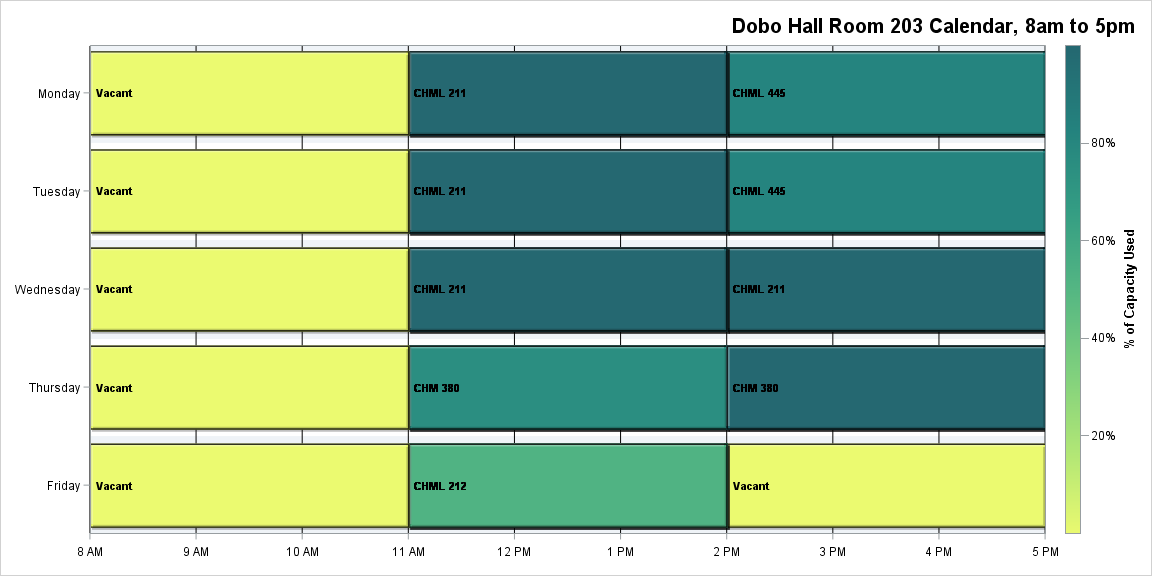 Dobo Hall Room 203 Calendar, 8am to 5pm
Monday
Vacant
CHML 211
CHML 445
Tuesday
Vacant
CHML 211
CHML 445
Wednesday
Vacant
CHML 211
CHML 211
Thursday
Vacant
CHM 380
CHM 380
Friday
Vacant
CHML 212
Vacant
8 AM 9 AM 10 AM 11 AM 12 PM 1 PM 2 PM 3 PM 4 PM 5 PM
80%
60%
40%
20%
% of Capacity Used